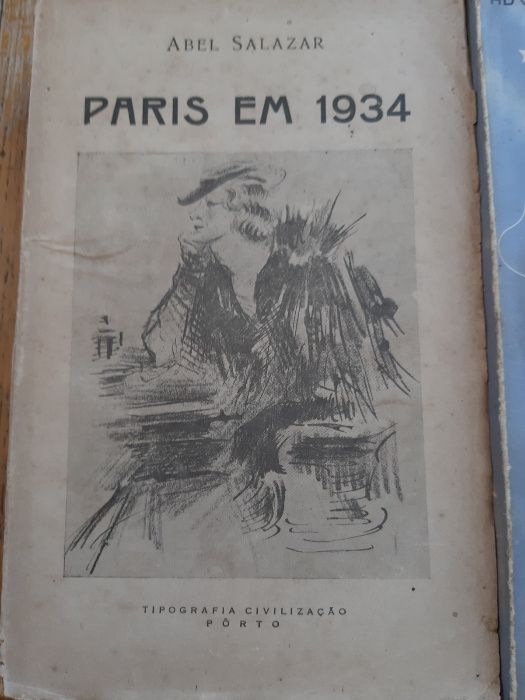 ABEL SALAZAR
PARIS EM 1934
TIPOGRAFIA CIVILIZAÇÃO
PÔRTO